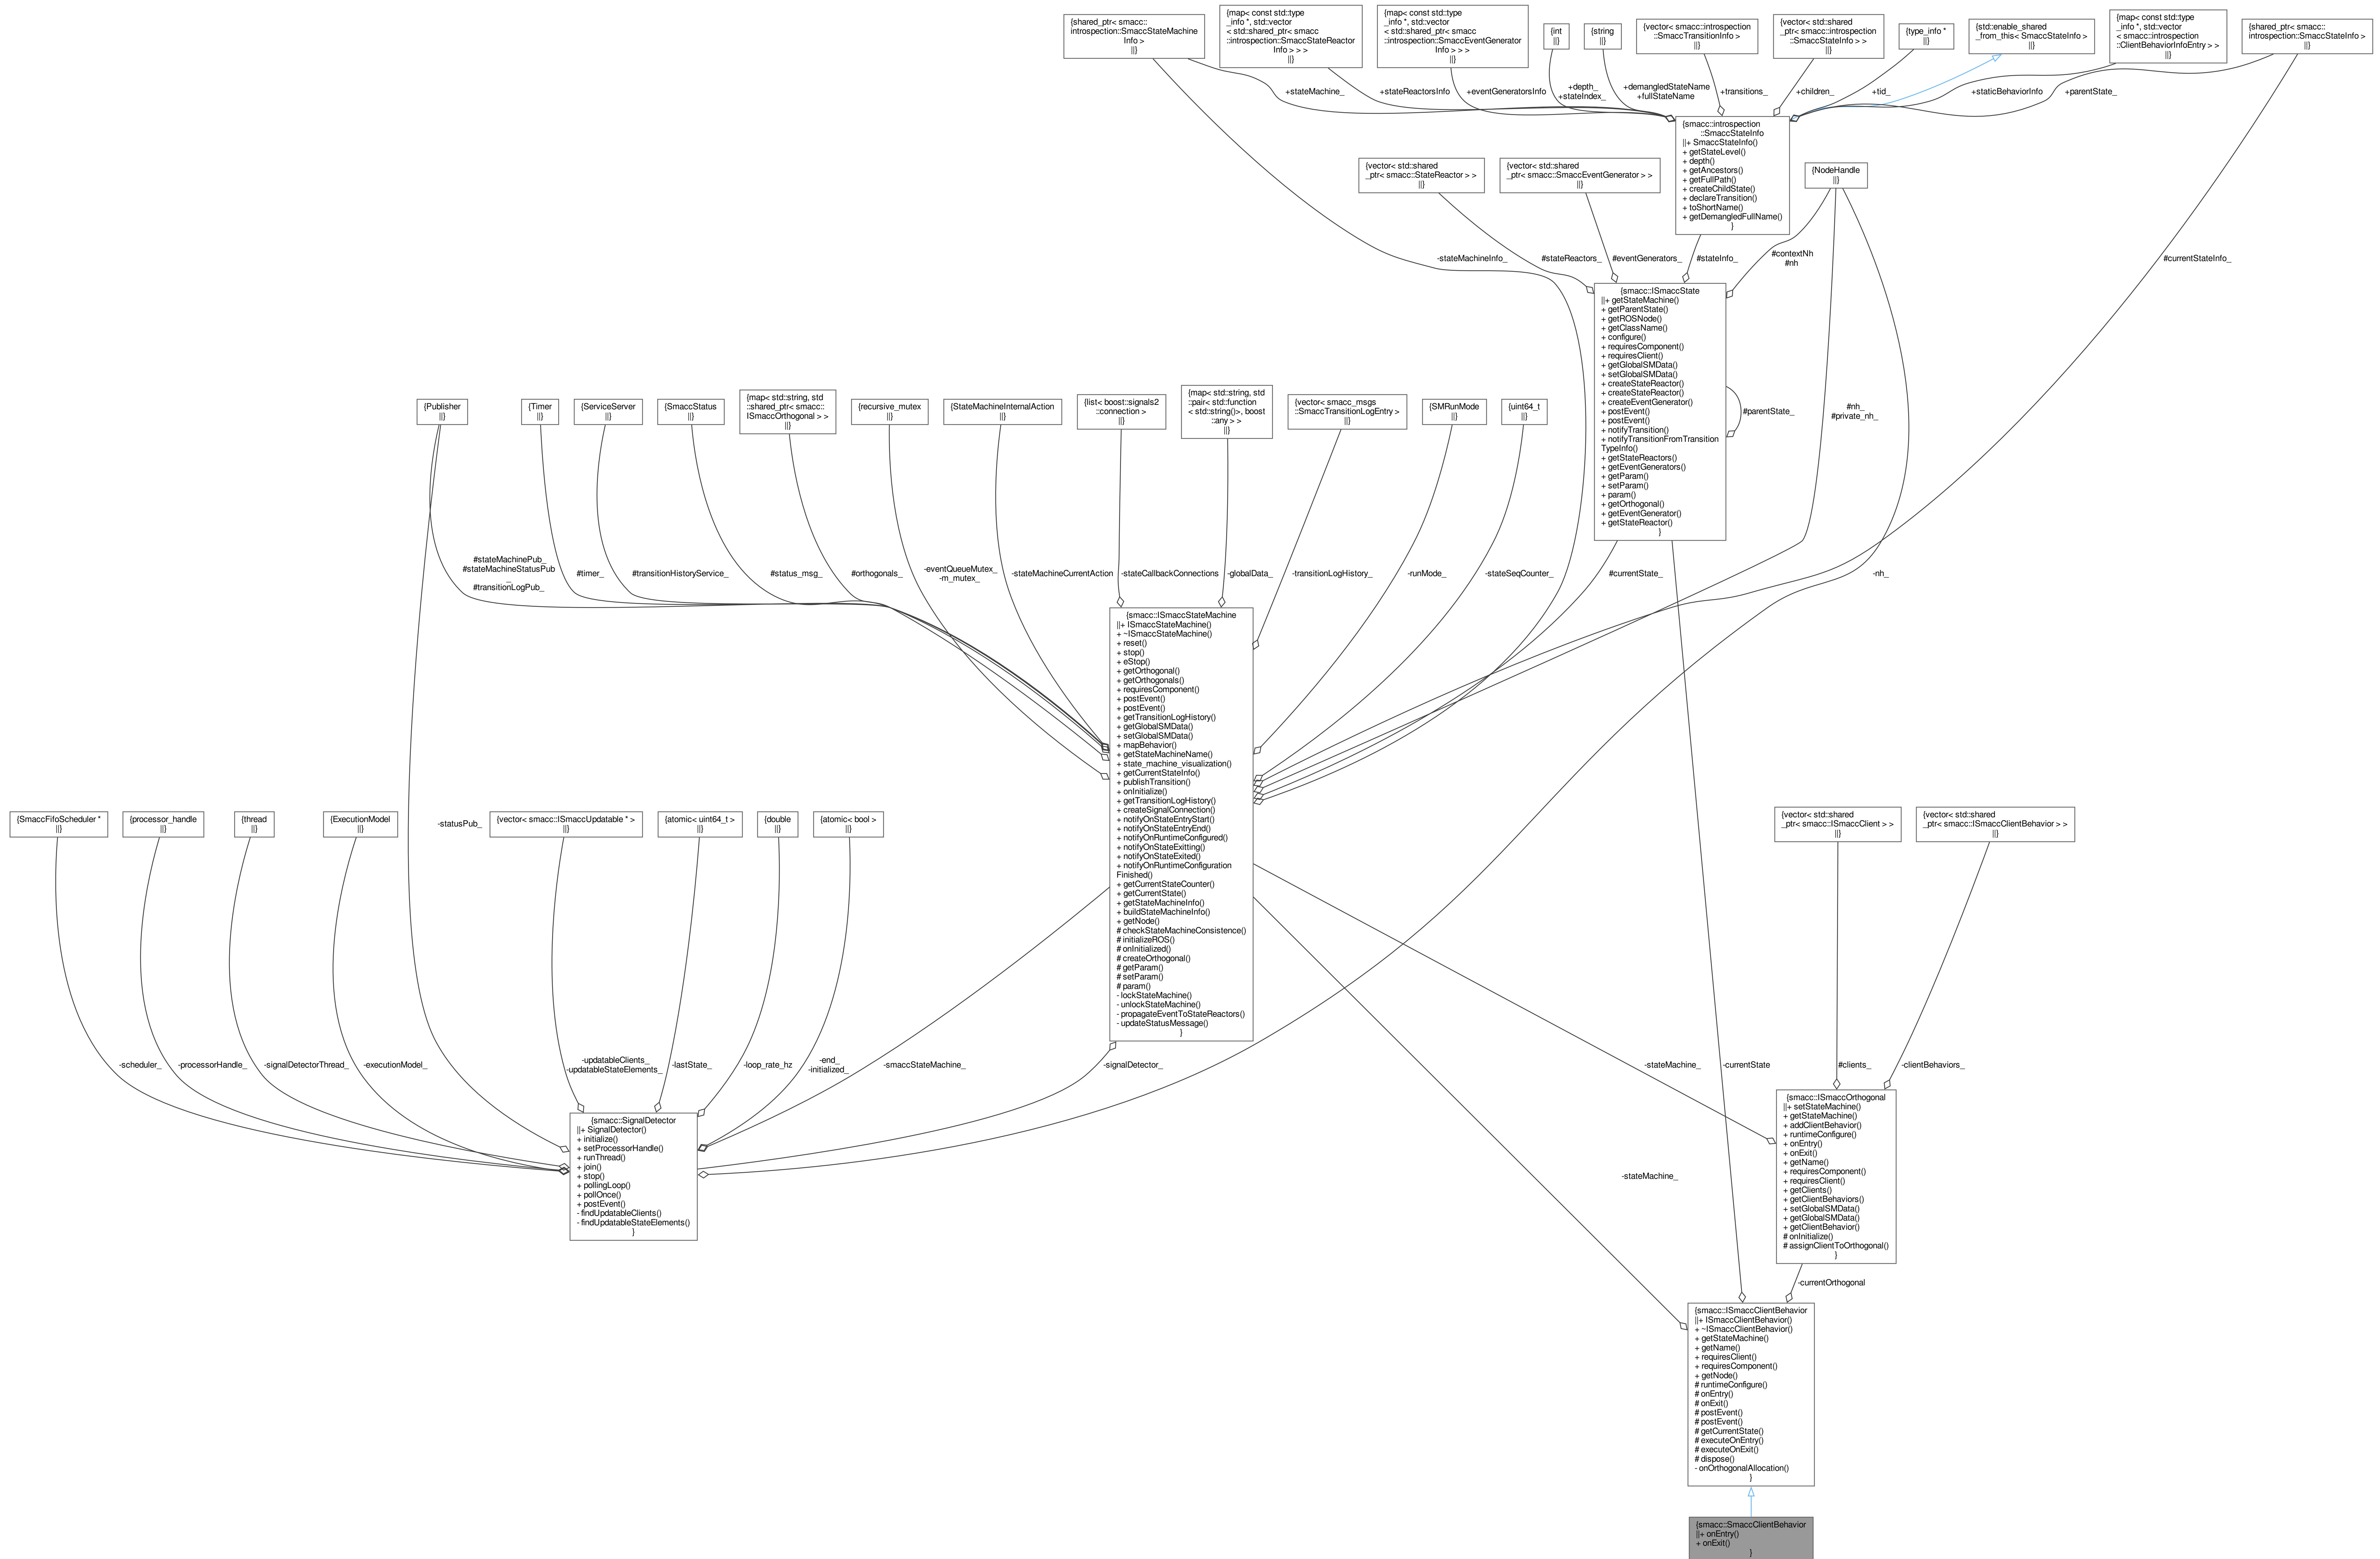 {shared_ptr< smacc::
introspection::SmaccStateMachine
Info >
||}
{map< const std::type
_info *, std::vector
< std::shared_ptr< smacc
::introspection::SmaccStateReactor
Info > > >
||}
{map< const std::type
_info *, std::vector
< std::shared_ptr< smacc
::introspection::SmaccEventGenerator
Info > > >
||}
{int
||}
{string
||}
{vector< smacc::introspection
::SmaccTransitionInfo >
||}
{vector< std::shared
_ptr< smacc::introspection
::SmaccStateInfo > >
||}
{type_info *
||}
{std::enable_shared
_from_this< SmaccStateInfo >
||}
{map< const std::type
_info *, std::vector
< smacc::introspection
::ClientBehaviorInfoEntry > >
||}
{shared_ptr< smacc::
introspection::SmaccStateInfo >
||}
+stateMachine_
+stateReactorsInfo
+eventGeneratorsInfo
+depth_
+stateIndex_
+demangledStateName
+fullStateName
+transitions_
+children_
+tid_
+staticBehaviorInfo
+parentState_
{smacc::introspection
::SmaccStateInfo
||+ SmaccStateInfo()
+ getStateLevel()
+ depth()
+ getAncestors()
+ getFullPath()
+ createChildState()
+ declareTransition()
+ toShortName()
+ getDemangledFullName()
}
{vector< std::shared
_ptr< smacc::StateReactor > >
||}
{vector< std::shared
_ptr< smacc::SmaccEventGenerator > >
||}
{NodeHandle
||}
-stateMachineInfo_
#stateReactors_
#eventGenerators_
#stateInfo_
#contextNh
#nh
#currentStateInfo_
{smacc::ISmaccState
||+ getStateMachine()
+ getParentState()
+ getROSNode()
+ getClassName()
+ configure()
+ requiresComponent()
+ requiresClient()
+ getGlobalSMData()
+ setGlobalSMData()
+ createStateReactor()
+ createStateReactor()
+ createEventGenerator()
+ postEvent()
+ postEvent()
+ notifyTransition()
+ notifyTransitionFromTransition
TypeInfo()
+ getStateReactors()
+ getEventGenerators()
+ getParam()
+ setParam()
+ param()
+ getOrthogonal()
+ getEventGenerator()
+ getStateReactor()
}
#parentState_
#nh_
#private_nh_
{Publisher
||}
{Timer
||}
{ServiceServer
||}
{SmaccStatus
||}
{map< std::string, std
::shared_ptr< smacc::
ISmaccOrthogonal > >
||}
{recursive_mutex
||}
{StateMachineInternalAction
||}
{list< boost::signals2
::connection >
||}
{map< std::string, std
::pair< std::function
< std::string()>, boost
::any > >
||}
{vector< smacc_msgs
::SmaccTransitionLogEntry >
||}
{SMRunMode
||}
{uint64_t
||}
#stateMachinePub_
#stateMachineStatusPub
_
#transitionLogPub_
#timer_
#transitionHistoryService_
#status_msg_
#orthogonals_
-eventQueueMutex_
-m_mutex_
-stateMachineCurrentAction
-stateCallbackConnections
-globalData_
-transitionLogHistory_
-runMode_
-stateSeqCounter_
#currentState_
-nh_
{smacc::ISmaccStateMachine
||+ ISmaccStateMachine()
+ ~ISmaccStateMachine()
+ reset()
+ stop()
+ eStop()
+ getOrthogonal()
+ getOrthogonals()
+ requiresComponent()
+ postEvent()
+ postEvent()
+ getTransitionLogHistory()
+ getGlobalSMData()
+ setGlobalSMData()
+ mapBehavior()
+ getStateMachineName()
+ state_machine_visualization()
+ getCurrentStateInfo()
+ publishTransition()
+ onInitialize()
+ getTransitionLogHistory()
+ createSignalConnection()
+ notifyOnStateEntryStart()
+ notifyOnStateEntryEnd()
+ notifyOnRuntimeConfigured()
+ notifyOnStateExitting()
+ notifyOnStateExited()
+ notifyOnRuntimeConfiguration
Finished()
+ getCurrentStateCounter()
+ getCurrentState()
+ getStateMachineInfo()
+ buildStateMachineInfo()
+ getNode()
# checkStateMachineConsistence()
# initializeROS()
# onInitialized()
# createOrthogonal()
# getParam()
# setParam()
# param()
- lockStateMachine()
- unlockStateMachine()
- propagateEventToStateReactors()
- updateStatusMessage()
}
{SmaccFifoScheduler *
||}
{processor_handle
||}
{thread
||}
{ExecutionModel
||}
-statusPub_
{vector< smacc::ISmaccUpdatable * >
||}
{atomic< uint64_t >
||}
{double
||}
{atomic< bool >
||}
{vector< std::shared
_ptr< smacc::ISmaccClient > >
||}
{vector< std::shared
_ptr< smacc::ISmaccClientBehavior > >
||}
-scheduler_
-processorHandle_
-signalDetectorThread_
-executionModel_
-updatableClients_
-updatableStateElements_
-lastState_
-loop_rate_hz
-end_
-initialized_
-smaccStateMachine_
-signalDetector_
-stateMachine_
-currentState
#clients_
-clientBehaviors_
{smacc::SignalDetector
||+ SignalDetector()
+ initialize()
+ setProcessorHandle()
+ runThread()
+ join()
+ stop()
+ pollingLoop()
+ pollOnce()
+ postEvent()
- findUpdatableClients()
- findUpdatableStateElements()
}
-stateMachine_
{smacc::ISmaccOrthogonal
||+ setStateMachine()
+ getStateMachine()
+ addClientBehavior()
+ runtimeConfigure()
+ onEntry()
+ onExit()
+ getName()
+ requiresComponent()
+ requiresClient()
+ getClients()
+ getClientBehaviors()
+ setGlobalSMData()
+ getGlobalSMData()
+ getClientBehavior()
# onInitialize()
# assignClientToOrthogonal()
}
-currentOrthogonal
{smacc::ISmaccClientBehavior
||+ ISmaccClientBehavior()
+ ~ISmaccClientBehavior()
+ getStateMachine()
+ getName()
+ requiresClient()
+ requiresComponent()
+ getNode()
# runtimeConfigure()
# onEntry()
# onExit()
# postEvent()
# postEvent()
# getCurrentState()
# executeOnEntry()
# executeOnExit()
# dispose()
- onOrthogonalAllocation()
}
{smacc::SmaccClientBehavior
||+ onEntry()
+ onExit()
}